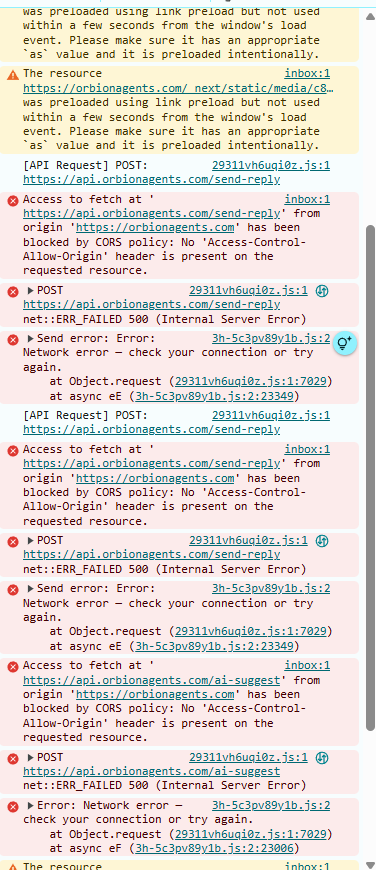 was preloaded using link preload but not used
within a few seconds from the window's load
event. Please make sure it has an appropriate
`as` value and it is preloaded intentionally.
The resource inbox:1
https://orbionagents.com/_next/static/media/c8…
was preloaded using link preload but not used
within a few seconds from the window's load
event. Please make sure it has an appropriate
`as` value and it is preloaded intentionally.
[API Request] POST: 29311vh6uqi0z.js:1
https://api.orbionagents.com/send-reply
Access to fetch at ' inbox:1
https://api.orbionagents.com/send-reply' from
origin 'https://orbionagents.com' has been
blocked by CORS policy: No 'Access-Control-
Allow-Origin' header is present on the
requested resource.
POST 29311vh6uqi0z.js:1
https://api.orbionagents.com/send-reply
net::ERR_FAILED 500 (Internal Server Error)
Send error: Error: 3h-5c3pv89y1b.js:2
Network error — check your connection or try
again.
at Object.request (29311vh6uqi0z.js:1:7029)
at async eE (3h-5c3pv89y1b.js:2:23349)
[API Request] POST: 29311vh6uqi0z.js:1
https://api.orbionagents.com/send-reply
Access to fetch at ' inbox:1
https://api.orbionagents.com/send-reply' from
origin 'https://orbionagents.com' has been
blocked by CORS policy: No 'Access-Control-
Allow-Origin' header is present on the
requested resource.
POST 29311vh6uqi0z.js:1
https://api.orbionagents.com/send-reply
net::ERR_FAILED 500 (Internal Server Error)
Send error: Error: 3h-5c3pv89y1b.js:2
Network error — check your connection or try
again.
at Object.request (29311vh6uqi0z.js:1:7029)
at async eE (3h-5c3pv89y1b.js:2:23349)
Access to fetch at ' inbox:1
https://api.orbionagents.com/ai-suggest' from
origin 'https://orbionagents.com' has been
blocked by CORS policy: No 'Access-Control-
Allow-Origin' header is present on the
requested resource.
POST 29311vh6uqi0z.js:1
https://api.orbionagents.com/ai-suggest
net::ERR_FAILED 500 (Internal Server Error)
Error: Network error — 3h-5c3pv89y1b.js:2
check your connection or try again.
at Object.request (29311vh6uqi0z.js:1:7029)
at async eF (3h-5c3pv89y1b.js:2:23006)
The resource inbox:1